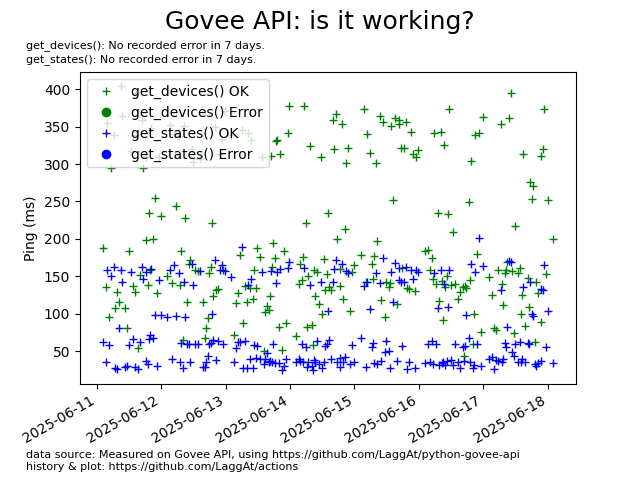 Govee API: is it working?
get_devices(): No recorded error in 7 days.
get_states(): No recorded error in 7 days.
get_devices() OK
get_devices() Error
get_states() OK
get_states() Error
Ping (ms)
400
350
300
250
200
150
100
50
2025-06-11
2025-06-12
2025-06-13
2025-06-14
2025-06-15
2025-06-16
2025-06-17
2025-06-18
data source: Measured on Govee API, using https://github.com/LaggAt/python-govee-api
history & plot: https://github.com/LaggAt/actions